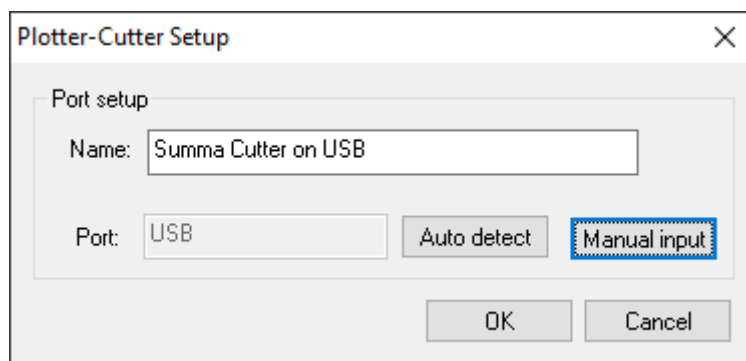 Plotter-Cutter Setup
Port setup
Name: Summa Cutter on USB
Port: USB Auto detect Manual input
OK Cancel